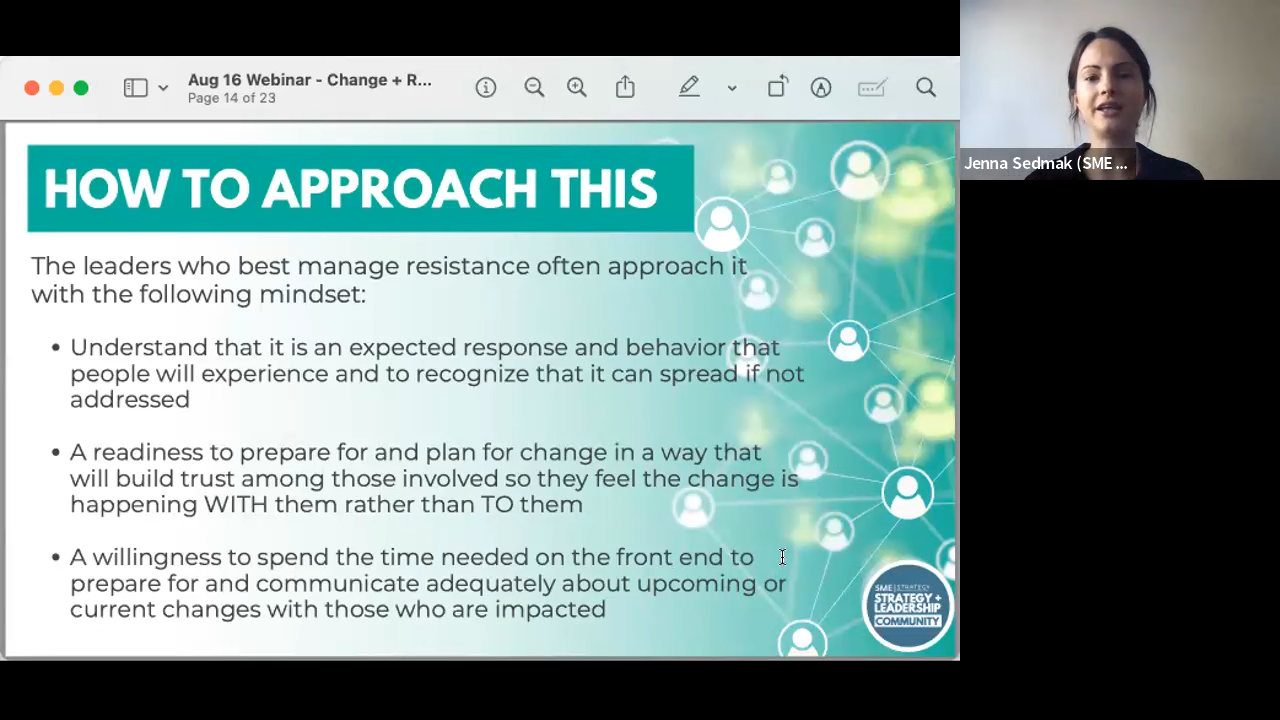 Aug 16 Webinar - Change + R...
Page 14 of 23
Jenna Sedmak (SME ...
HOW TO APPROACH THIS
The leaders who best manage resistance often approach it
with the following mindset:
• Understand that it is an expected response and behavior that
people will experience and to recognize that it can spread if not
addressed
• A readiness to prepare for and plan for change in a way that
will build trust among those involved so they feel the change is
happening WITH them rather than TO them
• A willingness to spend the time needed on the front end to
prepare for and communicate adequately about upcoming or
current changes with those who are impacted
SME | STRATEGY
STRATEGY +
LEADERSHIP
COMMUNITY